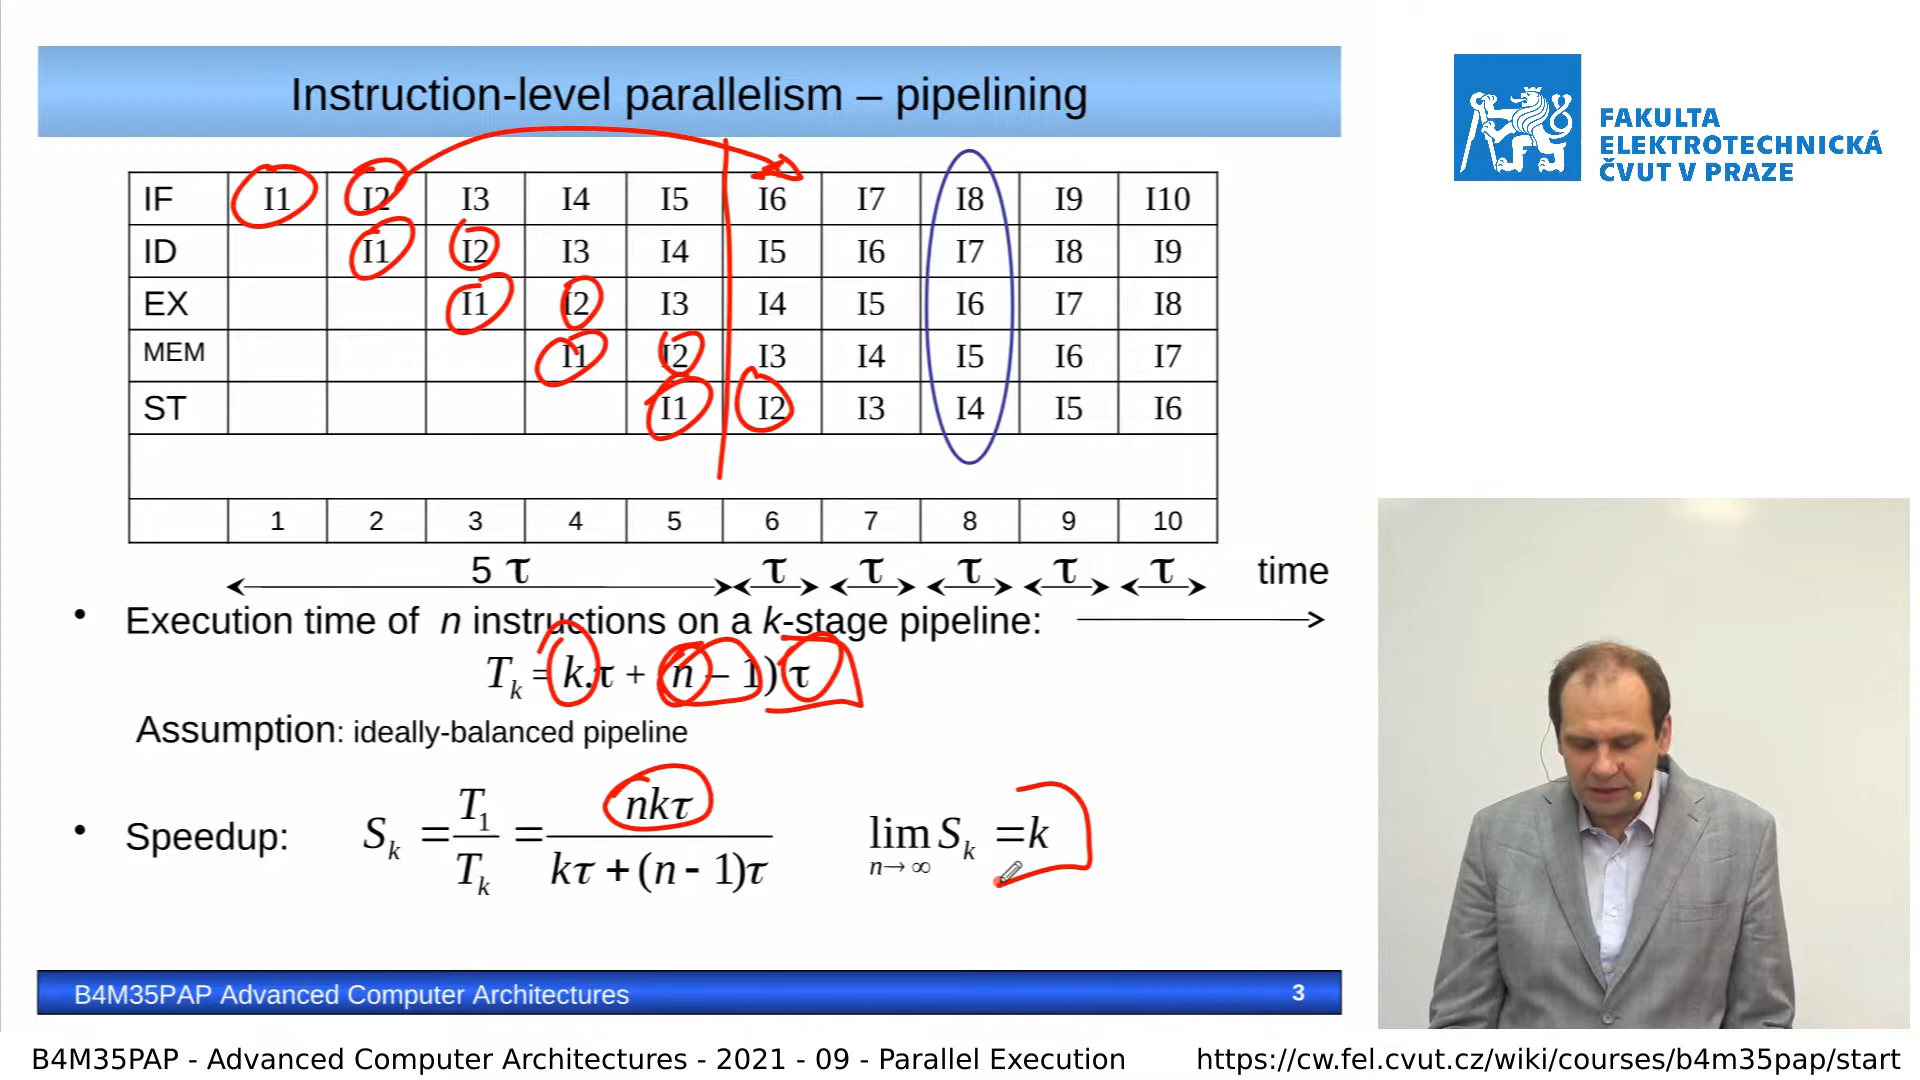 Instruction-level parallelism – pipelining
FAKULTA
ELEKTROTECHNICKÁ
ČVUT V PRAZE
IF I1 I2 I3 I4 I5 I6 I7 I8 I9 I10
ID I1 I2 I3 I4 I5 I6 I7 I8 I9
EX I1 I2 I3 I4 I5 I6 I7 I8
MEM I1 I2 I3 I4 I5 I6 I7
ST I1 I2 I3 I4 I5 I6
1 2 3 4 5 6 7 8 9 10
5 τ τ τ τ τ τ time
• Execution time of n instructions on a k-stage pipeline:
Tk = k.τ + (n – 1) τ
Assumption: ideally-balanced pipeline
• Speedup: Sk = T1 / Tk = nkτ / kτ + (n - 1)τ lim n→∞ Sk = k
B4M35PAP Advanced Computer Architectures 3
B4M35PAP - Advanced Computer Architectures - 2021 - 09 - Parallel Execution https://cw.fel.cvut.cz/wiki/courses/b4m35pap/start